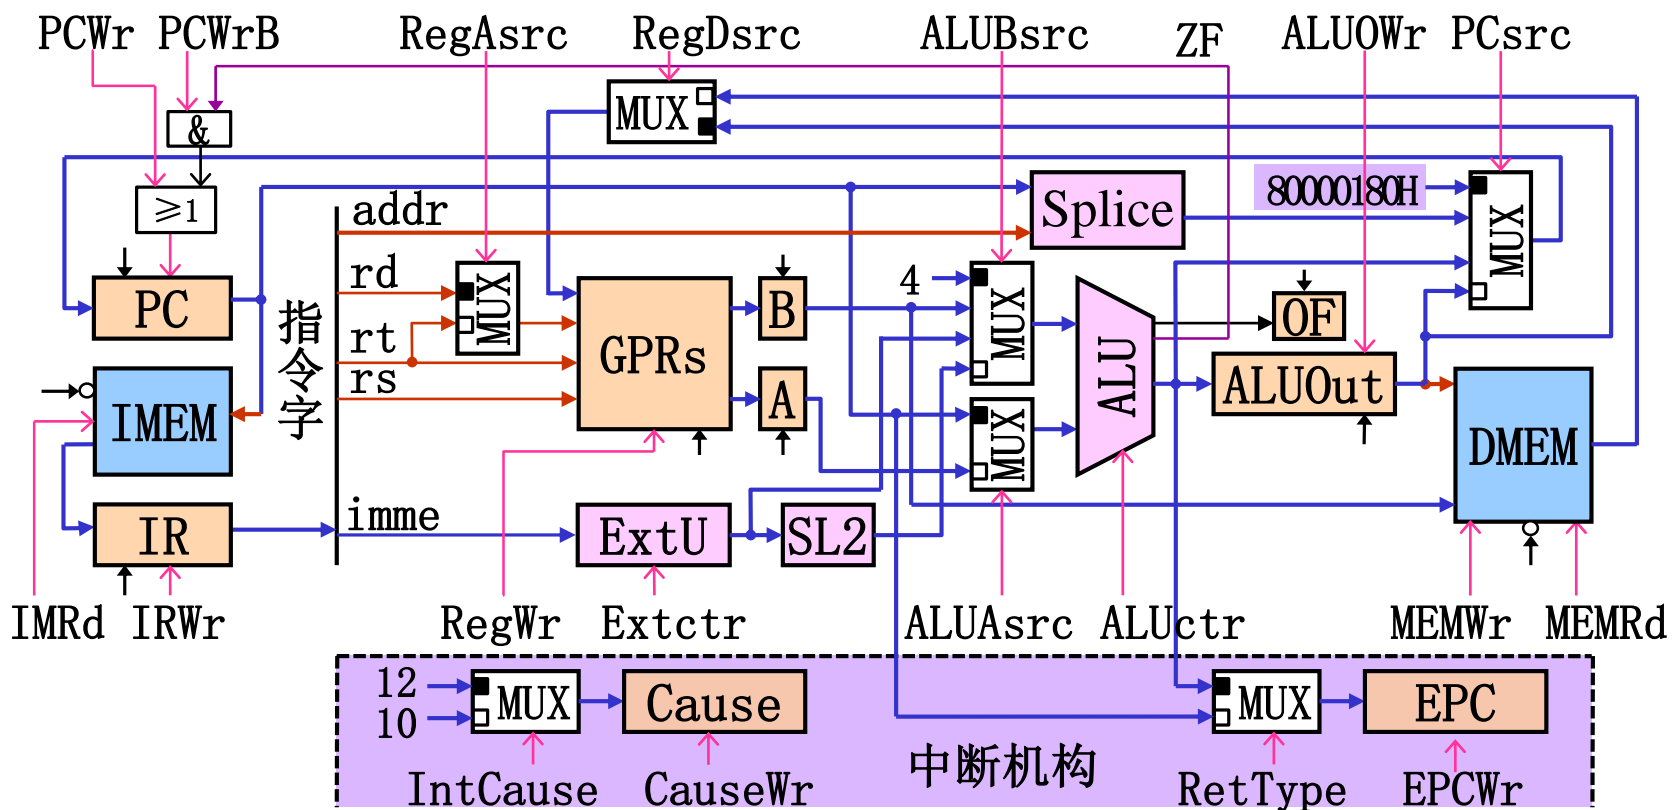 PCWr PCWrB RegAsrc RegDsrc ALUBsrc ZF ALUOWr PCsrc
MUX
&
≥1
addr
Splice
80000180H
MUX
PC
指令字
rd
MUX
rt
rs
GPRs
B
A
4
MUX
MUX
ALU
OF
ALUOut
IMEM
DMEM
IR
imme
ExtU
SL2
IMRd IRWr RegWr Extctr ALUAsrc ALUctr MEMWr MEMRd
12
10
MUX
Cause
MUX
EPC
中断机构
IntCause CauseWr RetType EPCWr